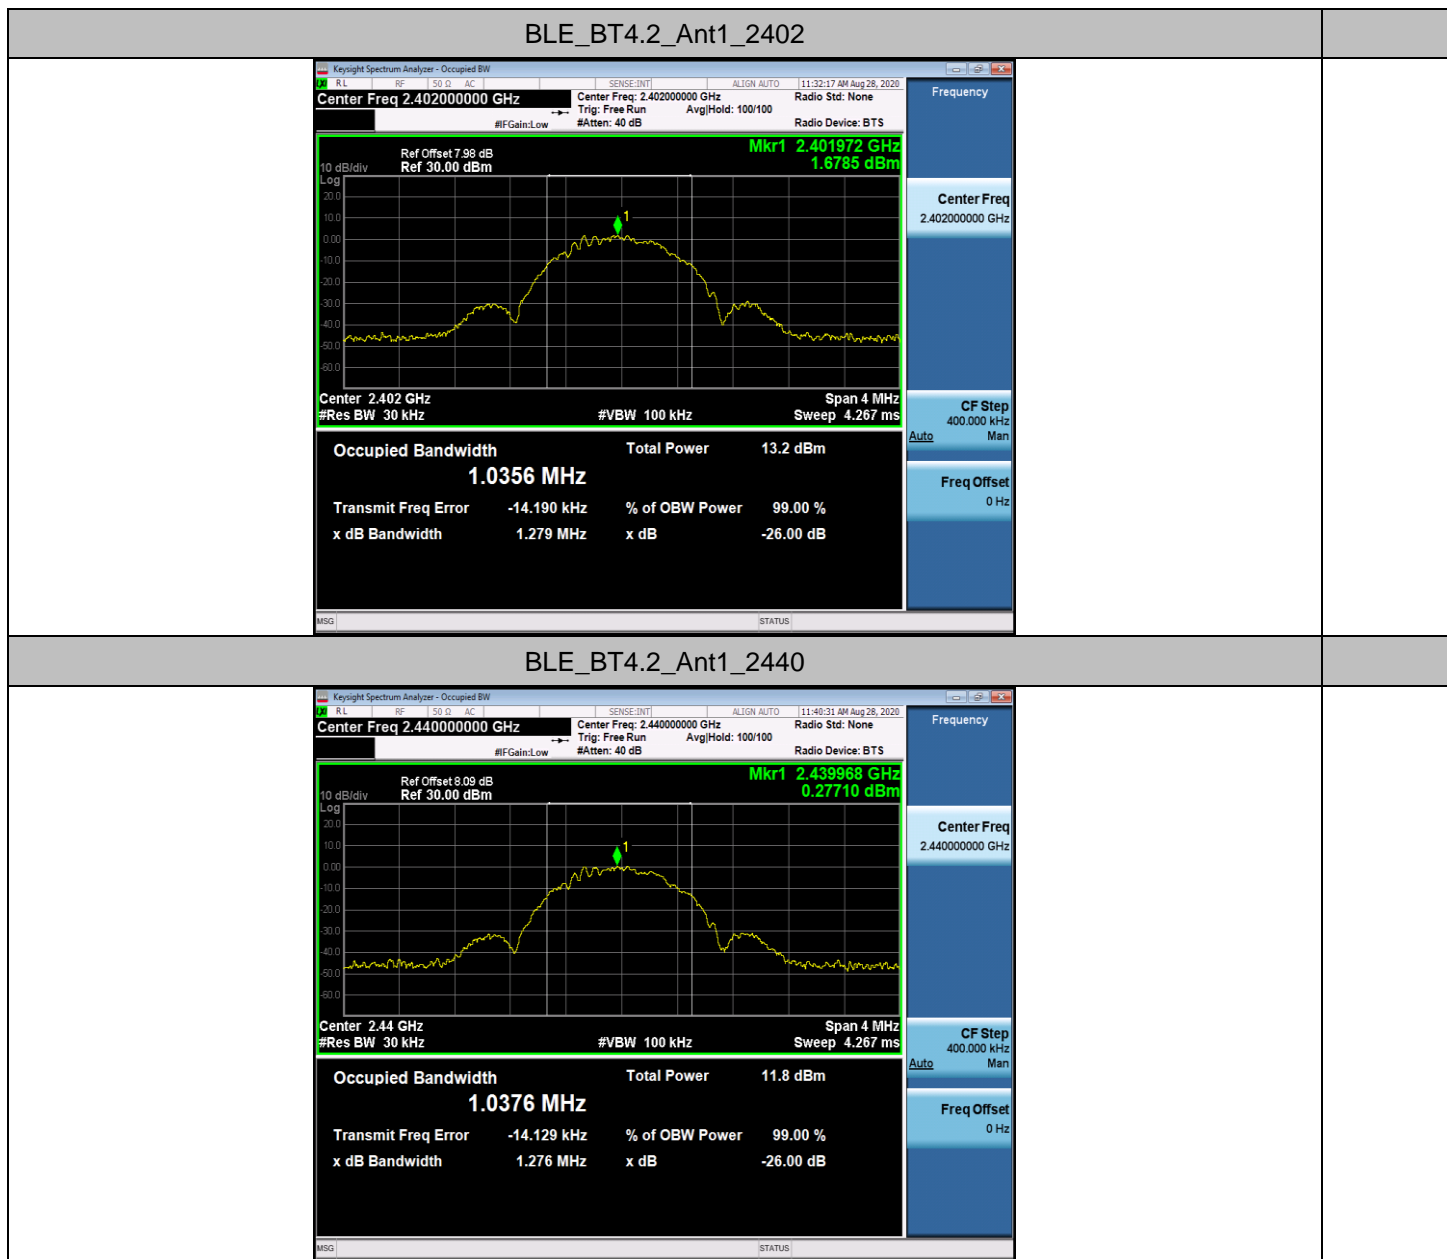 BLE_BT4.2_Ant1_2402
Keysight Spectrum Analyzer - Occupied BW
LXI RL RF 50 Ω AC SENSE:INT ALIGN AUTO 11:32:17 AM Aug 28, 2020
Center Freq 2.402000000 GHz
Center Freq: 2.402000000 GHz
Radio Std: None
Trig: Free Run Avg|Hold: 100/100
#IFGain:Low #Atten: 40 dB Radio Device: BTS
Frequency
Mkr1 2.401972 GHz
1.6785 dBm
Ref Offset 7.98 dB
10 dB/div Ref 30.00 dBm
Log
20.0
10.0
0.00
-10.0
-20.0
-30.0
-40.0
-50.0
-60.0
1
Center 2.402 GHz Span 4 MHz
#Res BW 30 kHz #VBW 100 kHz Sweep 4.267 ms
Center Freq
2.402000000 GHz
CF Step
400.000 kHz
Auto Man
Freq Offset
0 Hz
Occupied Bandwidth Total Power 13.2 dBm
1.0356 MHz
Transmit Freq Error -14.190 kHz % of OBW Power 99.00 %
x dB Bandwidth 1.279 MHz x dB -26.00 dB
MSG STATUS
BLE_BT4.2_Ant1_2440
Keysight Spectrum Analyzer - Occupied BW
LXI RL RF 50 Ω AC SENSE:INT ALIGN AUTO 11:40:31 AM Aug 28, 2020
Center Freq 2.440000000 GHz
Center Freq: 2.440000000 GHz
Radio Std: None
Trig: Free Run Avg|Hold: 100/100
#IFGain:Low #Atten: 40 dB Radio Device: BTS
Frequency
Mkr1 2.439968 GHz
0.27710 dBm
Ref Offset 8.09 dB
10 dB/div Ref 30.00 dBm
Log
20.0
10.0
0.00
-10.0
-20.0
-30.0
-40.0
-50.0
-60.0
1
Center 2.44 GHz Span 4 MHz
#Res BW 30 kHz #VBW 100 kHz Sweep 4.267 ms
Center Freq
2.440000000 GHz
CF Step
400.000 kHz
Auto Man
Freq Offset
0 Hz
Occupied Bandwidth Total Power 11.8 dBm
1.0376 MHz
Transmit Freq Error -14.129 kHz % of OBW Power 99.00 %
x dB Bandwidth 1.276 MHz x dB -26.00 dB
MSG STATUS